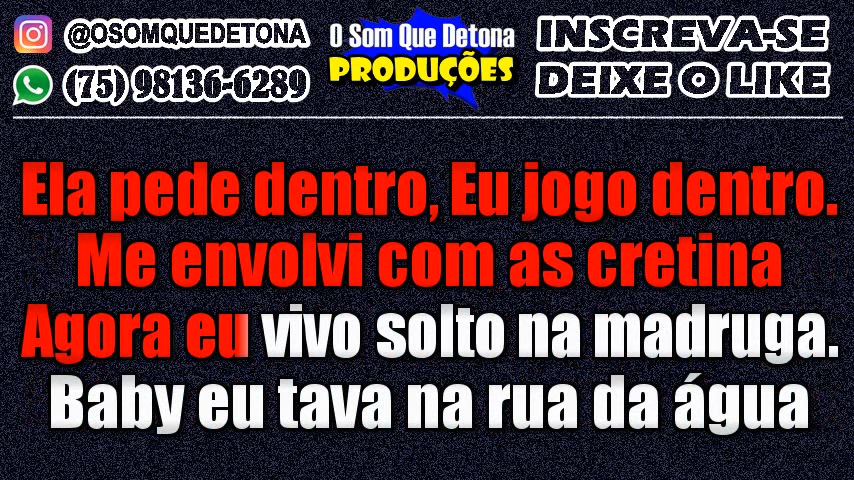 @OSOMQUEDETONA
(75) 98136-6289
O Som Que Detona
PRODUÇÕES
INSCREVA-SE
DEIXE O LIKE
Ela pede dentro, Eu jogo dentro.
Me envolvi com as cretina
Agora eu vivo solto na madruga.
Baby eu tava na rua da água